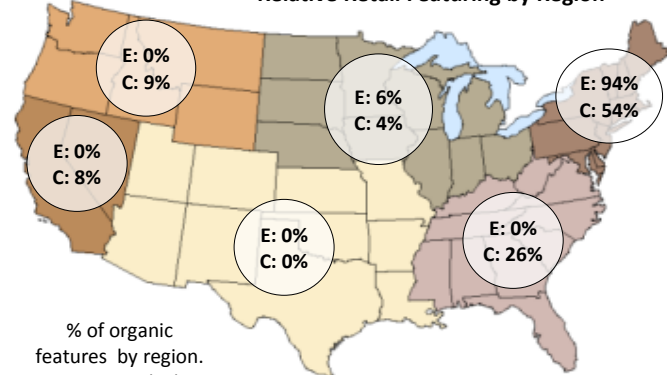 Relative Retail Featuring by Region
E: 0%
C: 9%
E: 6%
C: 4%
E: 94%
C: 54%
E: 0%
C: 8%
E: 0%
C: 0%
E: 0%
C: 26%
% of organic
features by region.